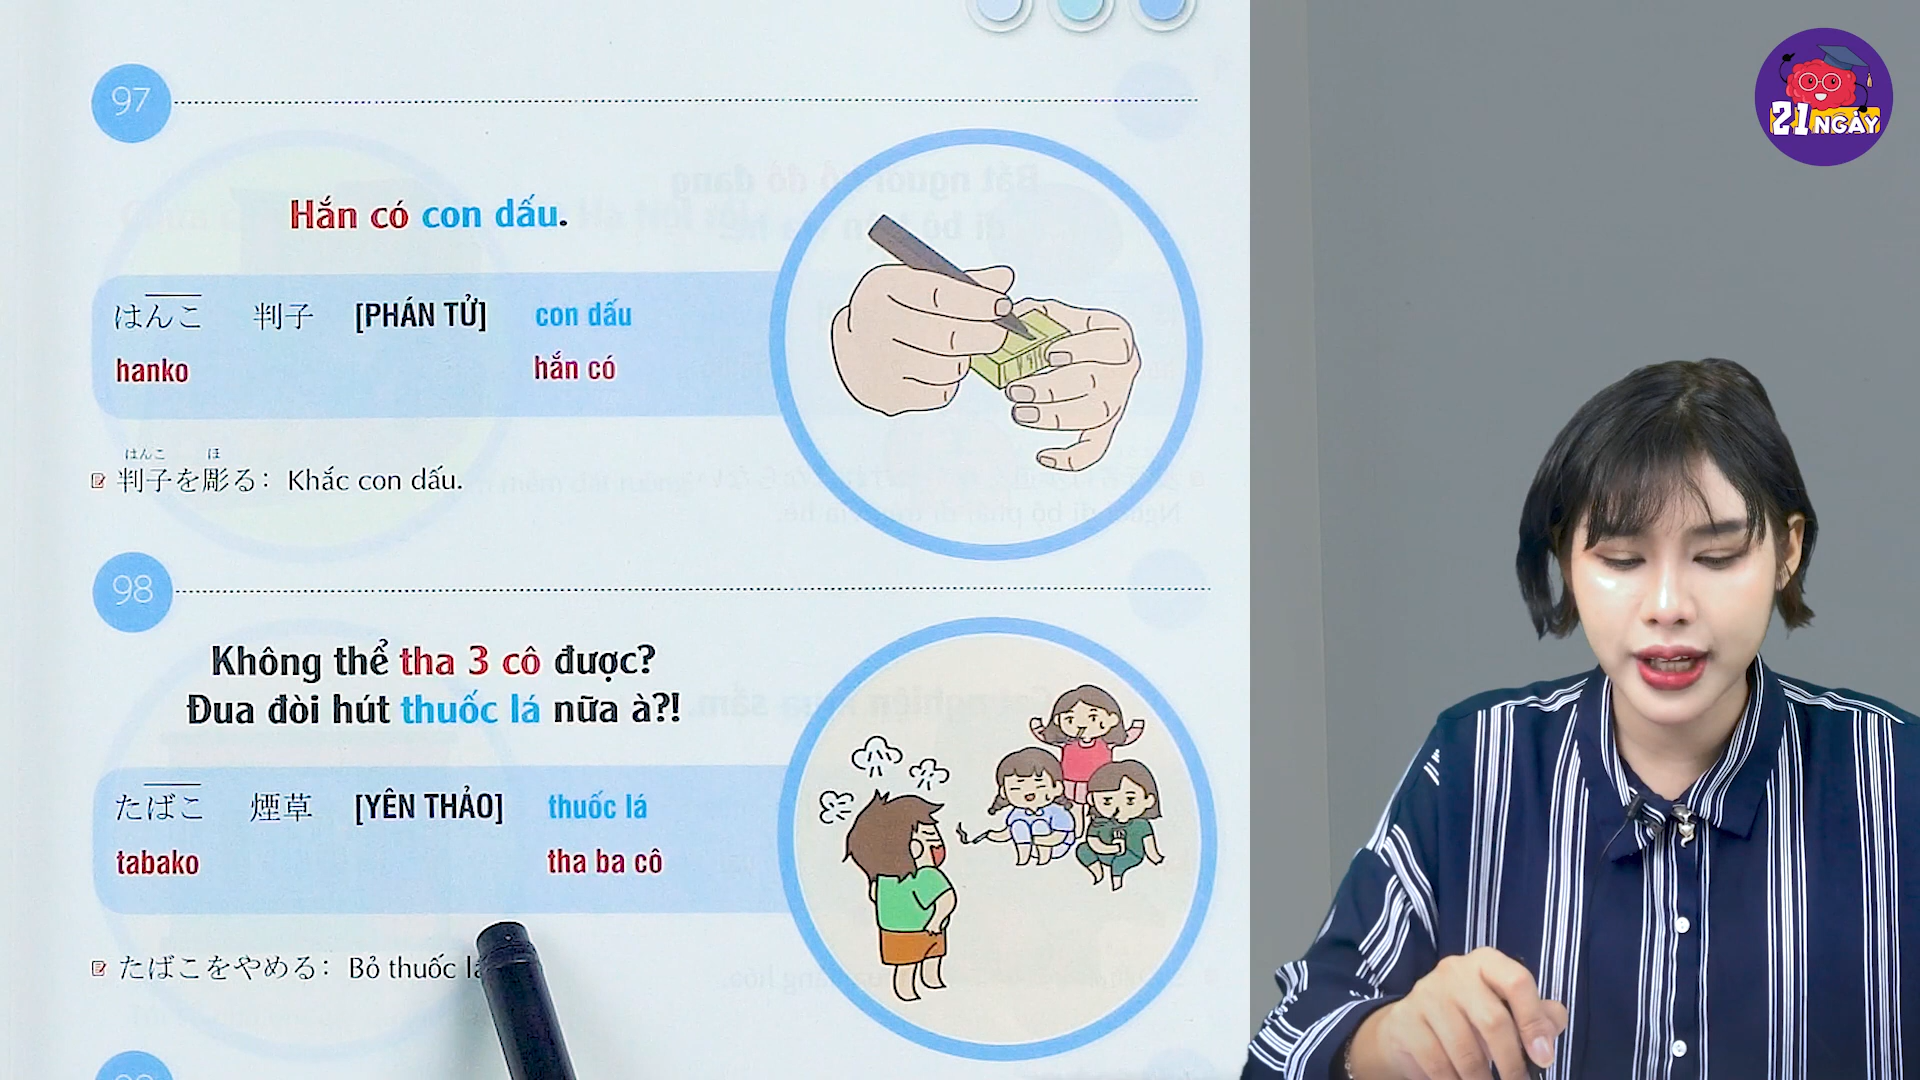 97
Hắn có con dấu.
はんこ 判子 [PHÁN TỬ] con dấu
hanko hắn có
はんこ ほ
判子を彫る: Khắc con dấu.
98
Không thể tha 3 cô được?
Đua đòi hút thuốc lá nữa à?!
たばこ 煙草 [YÊN THẢO] thuốc lá
tabako tha ba cô
たばこをやめる: Bỏ thuốc lá
21 NGÀY